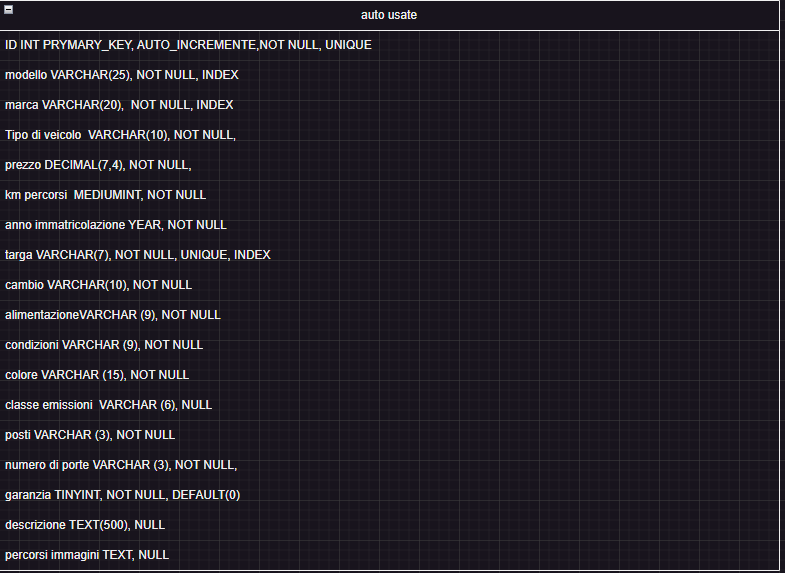 auto usate
ID INT PRYMARY_KEY, AUTO_INCREMENTE,NOT NULL, UNIQUE
modello VARCHAR(25), NOT NULL, INDEX
marca VARCHAR(20),  NOT NULL, INDEX
Tipo di veicolo  VARCHAR(10), NOT NULL,
prezzo DECIMAL(7,4), NOT NULL,
km percorsi  MEDIUMINT, NOT NULL
anno immatricolazione YEAR, NOT NULL
targa VARCHAR(7), NOT NULL, UNIQUE, INDEX
cambio VARCHAR(10), NOT NULL
alimentazioneVARCHAR (9), NOT NULL
condizioni VARCHAR (9), NOT NULL
colore VARCHAR (15), NOT NULL
classe emissioni  VARCHAR (6), NULL
posti VARCHAR (3), NOT NULL
numero di porte VARCHAR (3), NOT NULL,
garanzia TINYINT, NOT NULL, DEFAULT(0)
descrizione TEXT(500), NULL
percorsi immagini TEXT, NULL